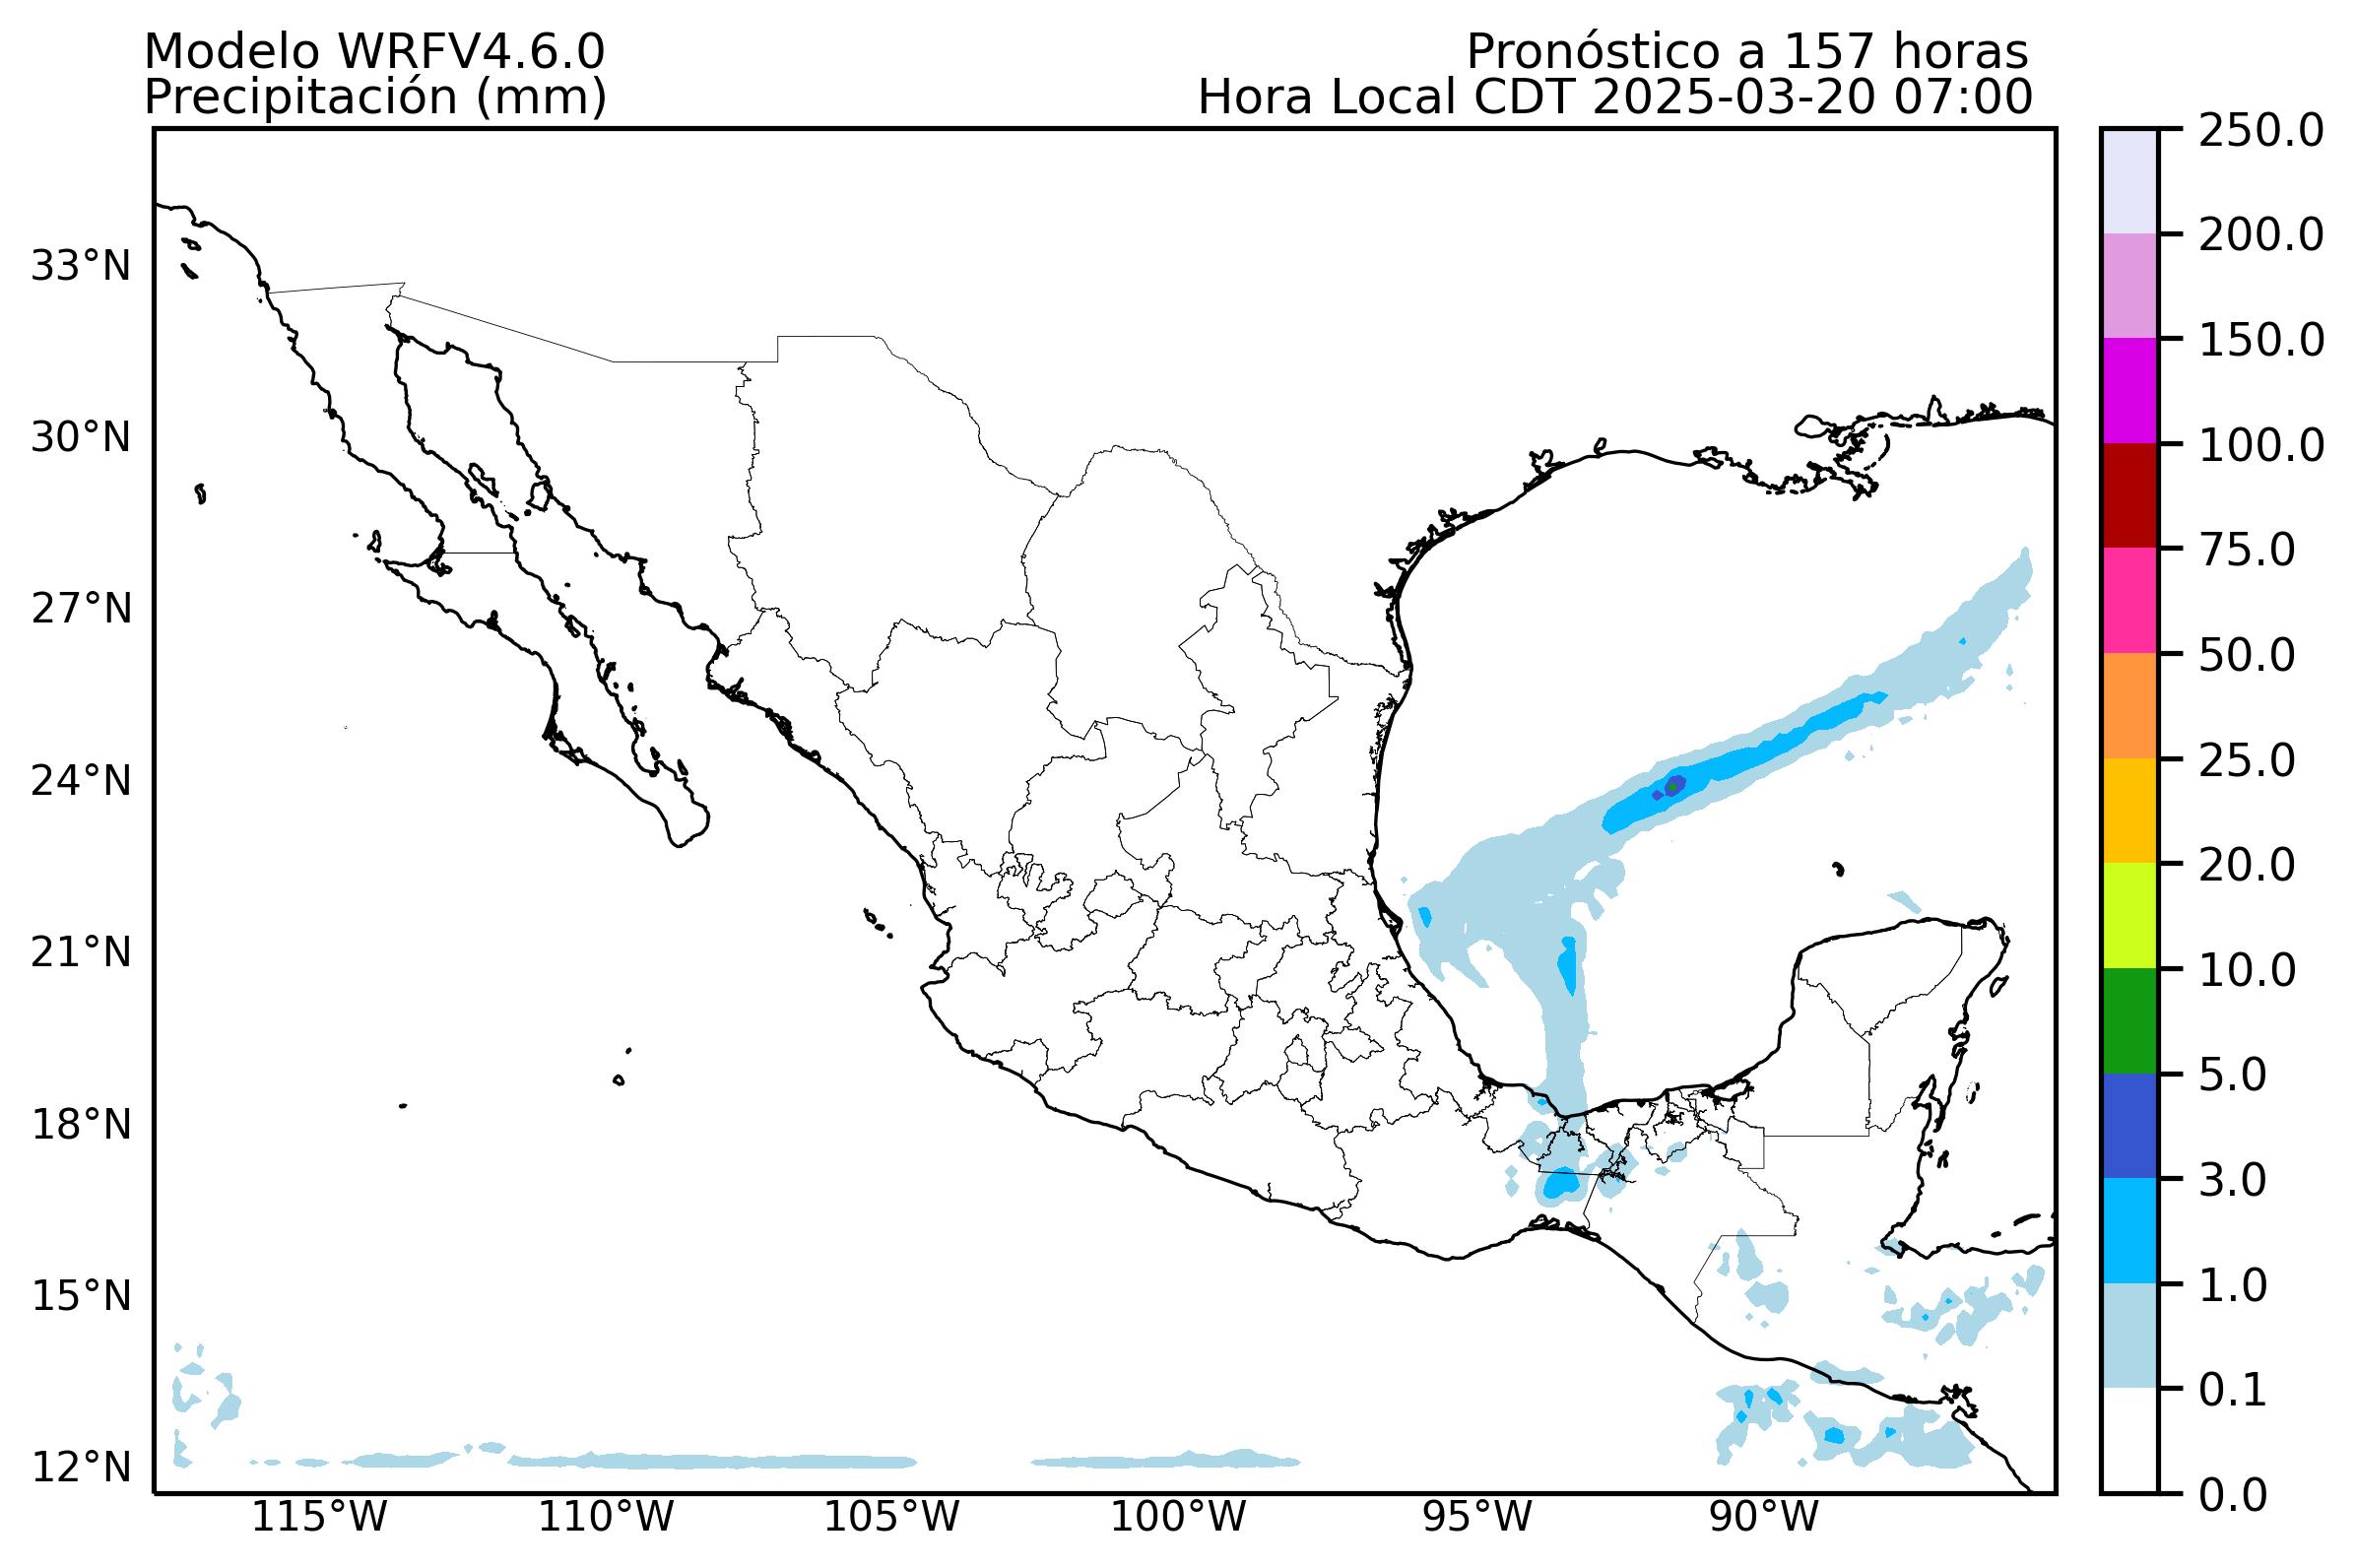 Modelo WRFV4.6.0
Pronóstico a 157 horas
Precipitación (mm)
Hora Local CDT 2025-03-20 07:00
33°N
30°N
27°N
24°N
21°N
18°N
15°N
12°N
115°W
110°W
105°W
100°W
95°W
90°W
250.0
200.0
150.0
100.0
75.0
50.0
25.0
20.0
10.0
5.0
3.0
1.0
0.1
0.0